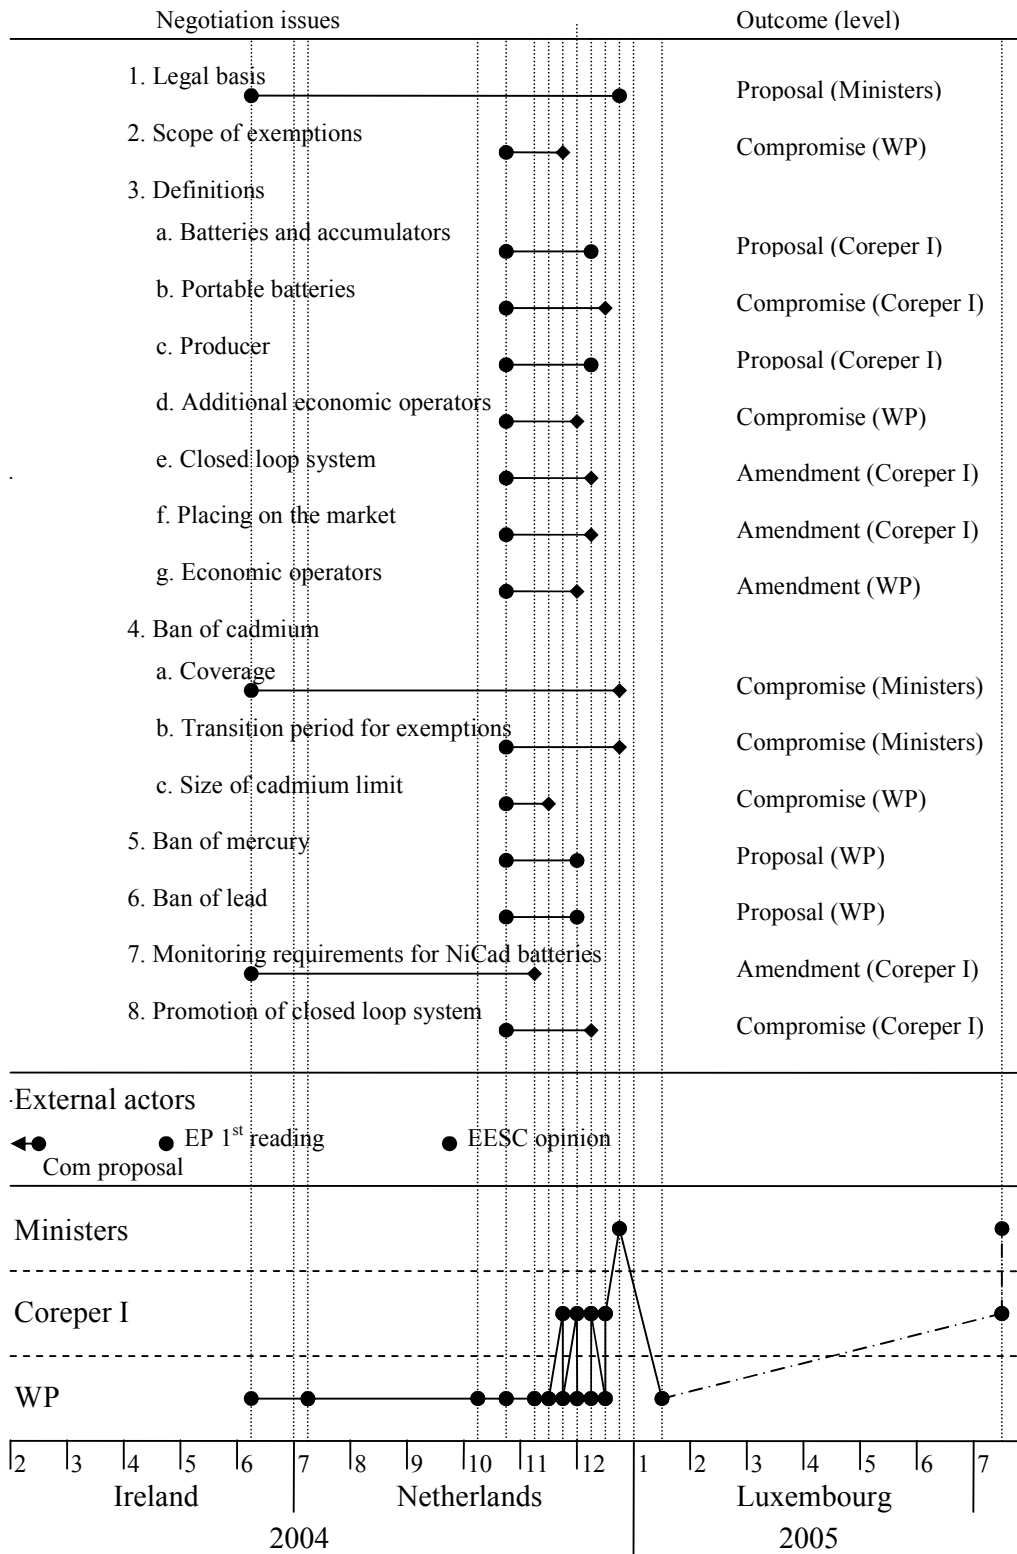 Negotiation issues Outcome (level)
1. Legal basis Proposal (Ministers)
2. Scope of exemptions Compromise (WP)
3. Definitions
a. Batteries and accumulators Proposal (Coreper I)
b. Portable batteries Compromise (Coreper I)
c. Producer Proposal (Coreper I)
d. Additional economic operators Compromise (WP)
e. Closed loop system Amendment (Coreper I)
f. Placing on the market Amendment (Coreper I)
g. Economic operators Amendment (WP)
4. Ban of cadmium
a. Coverage Compromise (Ministers)
b. Transition period for exemptions Compromise (Ministers)
c. Size of cadmium limit Compromise (WP)
5. Ban of mercury Proposal (WP)
6. Ban of lead Proposal (WP)
7. Monitoring requirements for NiCad batteries Amendment (Coreper I)
8. Promotion of closed loop system Compromise (Coreper I)
External actors
EP 1st reading EESC opinion
Com proposal
Ministers
Coreper I
WP
2 3 4 5 6 7 8 9 10 11 12 1 2 3 4 5 6 7
Ireland Netherlands Luxembourg
2004 2005